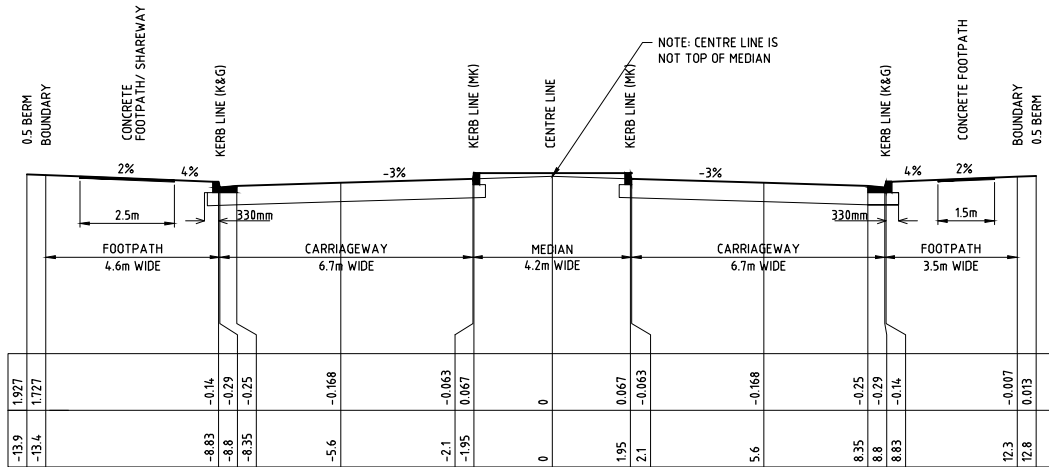 0.5 BERM
BOUNDARY
CONCRETE
FOOTPATH/ SHAREWAY
KERB LINE (K&G)
KERB LINE (MK)
CENTRE LINE
KERB LINE (MK)
NOTE: CENTRE LINE IS
NOT TOP OF MEDIAN
KERB LINE (K&G)
CONCRETE FOOTPATH
BOUNDARY
0.5 BERM
2%
4%
-3%
-3%
4%
2%
2.5m
330mm
330mm
1.5m
FOOTPATH
4.6m WIDE
CARRIAGEWAY
6.7m WIDE
MEDIAN
4.2m WIDE
CARRIAGEWAY
6.7m WIDE
FOOTPATH
3.5m WIDE
1.927
1.727
-0.14
-0.29
-0.25
-0.168
-0.063
0.067
0
0.067
-0.063
-0.168
-0.25
-0.29
-0.14
-0.007
0.013
-13.9
-13.4
-8.83
-8.8
-8.35
-5.6
-2.1
-1.95
0
1.95
2.1
5.6
8.35
8.8
8.83
12.3
12.8